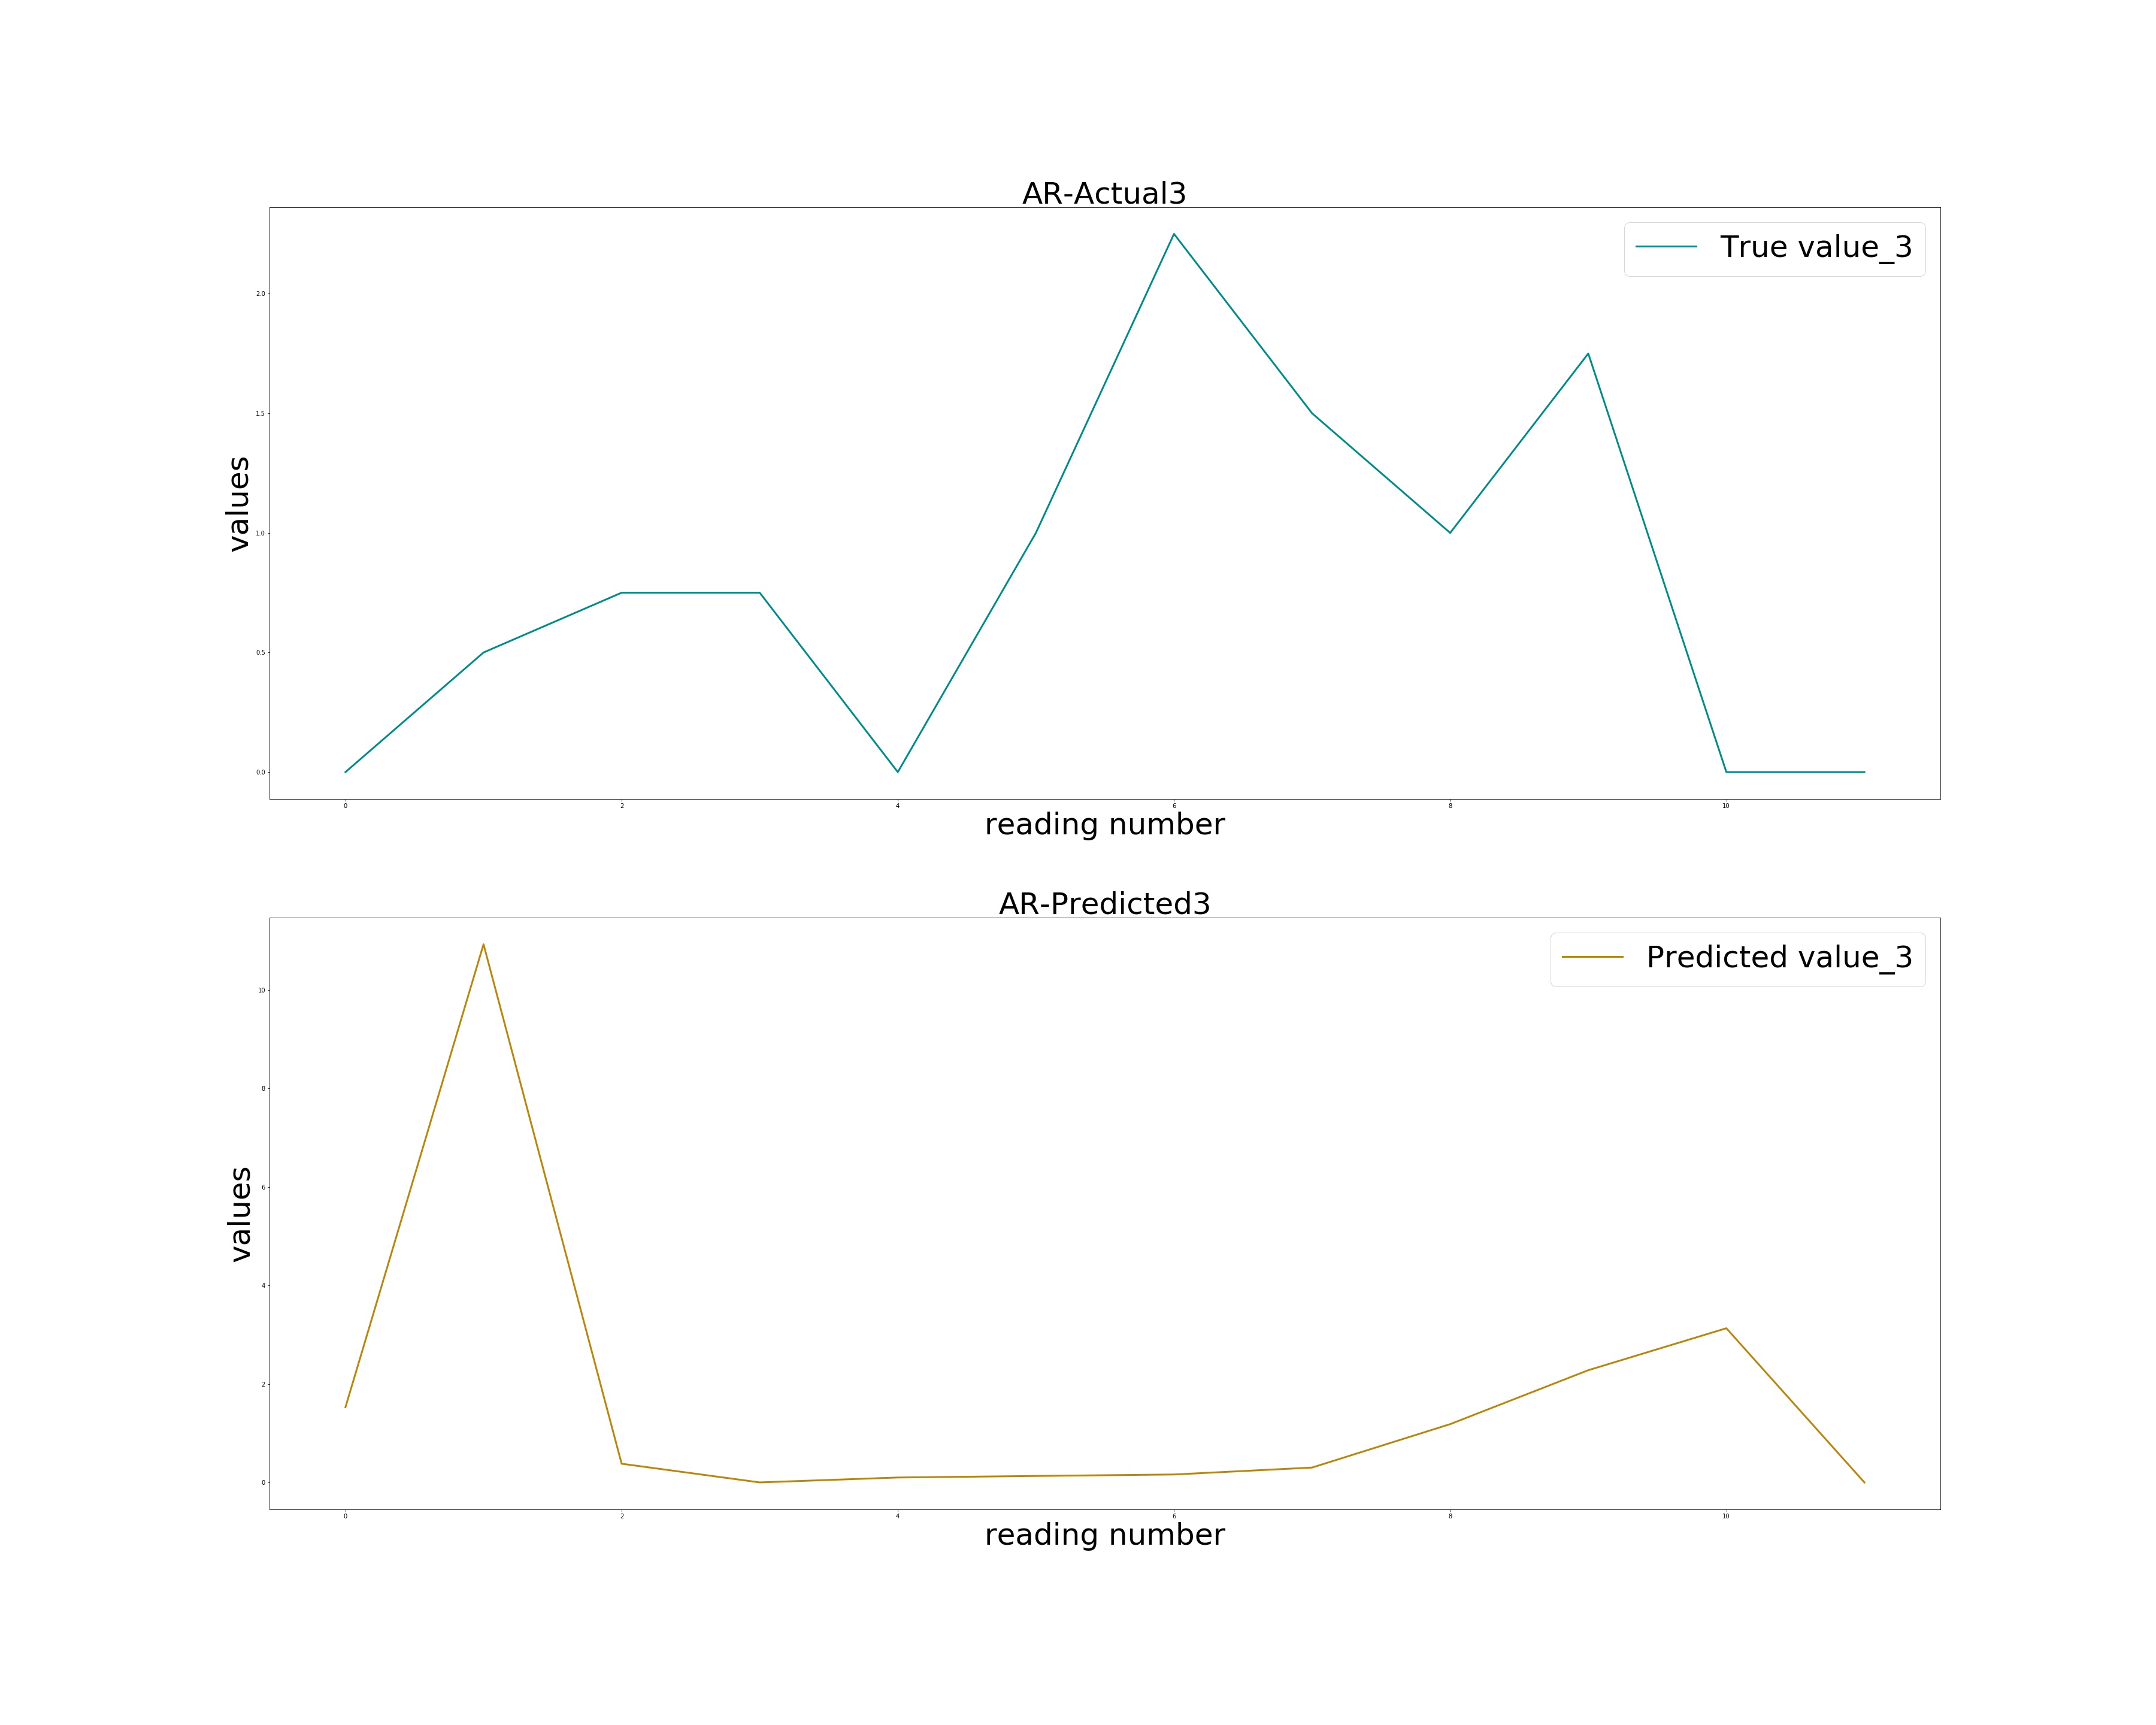 AR-Actual3
True value_3
values
2.0
1.5
1.0
0.5
0.0
0 2 4 6 8 10
reading number
AR-Predicted3
Predicted value_3
values
10
8
6
4
2
0
0 2 4 6 8 10
reading number